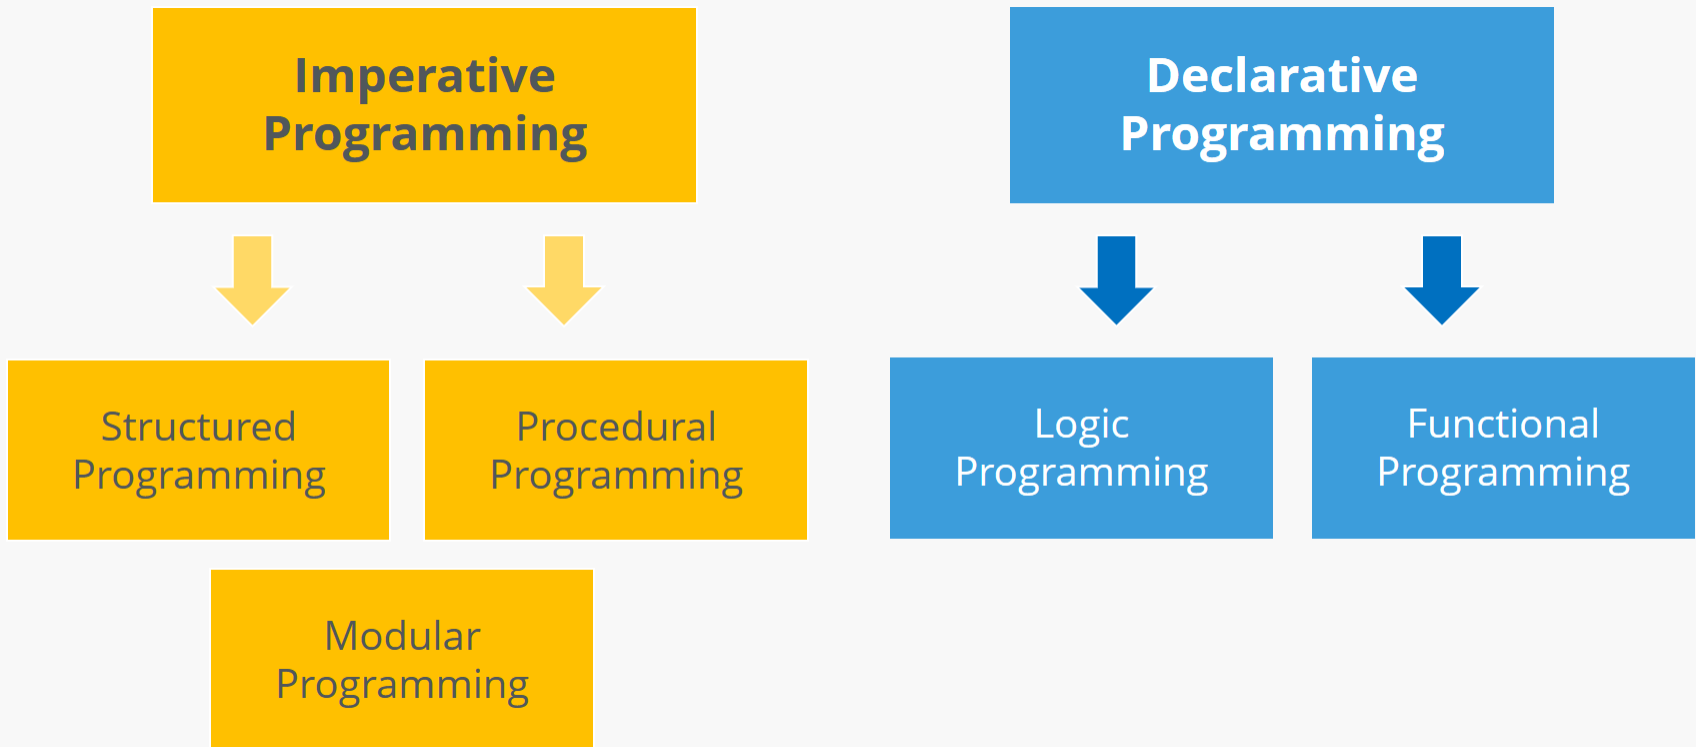 Imperative
Programming
Declarative
Programming
Structured
Programming
Procedural
Programming
Logic
Programming
Functional
Programming
Modular
Programming